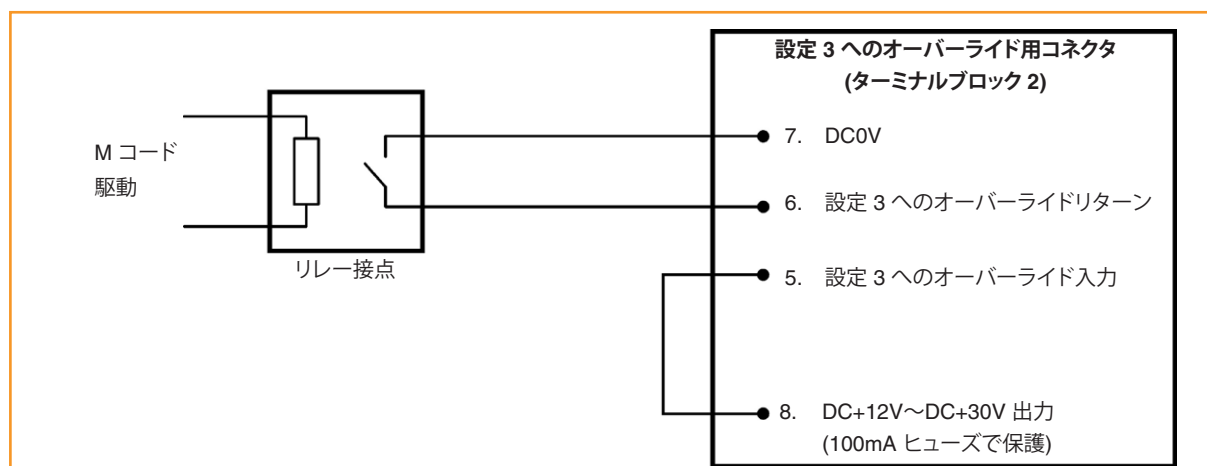 設定 3 へのオーバーライド用コネクタ
(ターミナルブロック 2)
M コード
駆動
リレー接点
7. DC0V
6. 設定 3 へのオーバーライドリターン
5. 設定 3 へのオーバーライド入力
8. DC+12V～DC+30V 出力
(100mA ヒューズで保護)